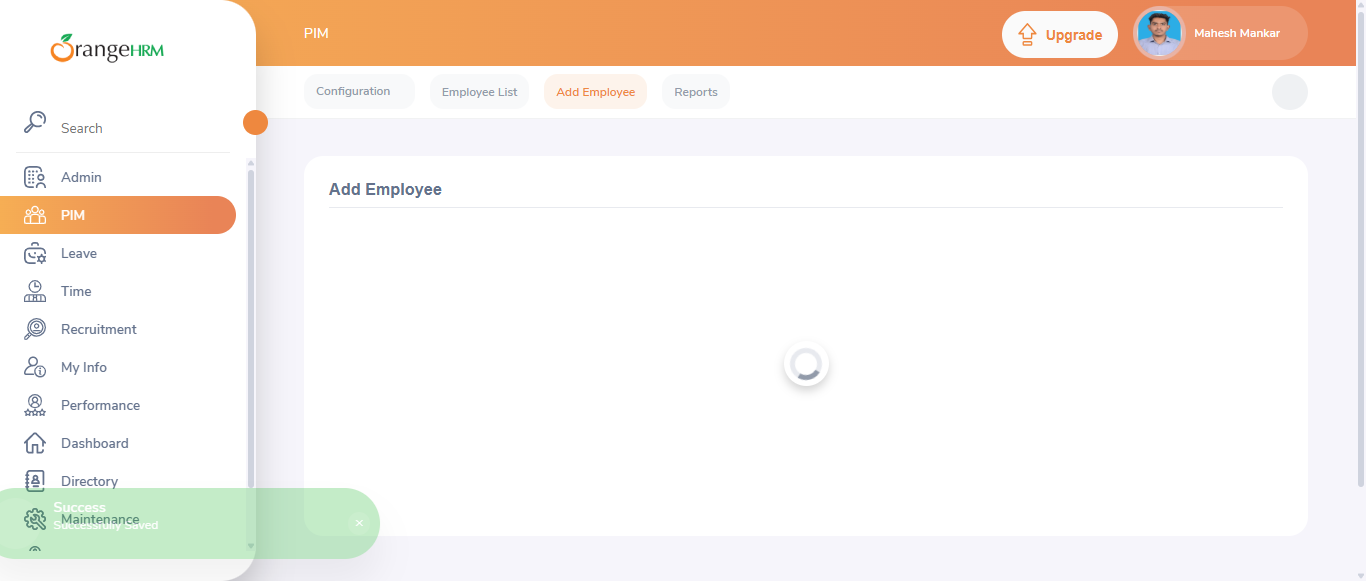 OrangeHRM
PIM
Upgrade
Mahesh Mankar
Configuration
Employee List
Add Employee
Reports
Search
Admin
PIM
Leave
Time
Recruitment
My Info
Performance
Dashboard
Directory
Maintenance
Add Employee
Success
Successfully Saved
×